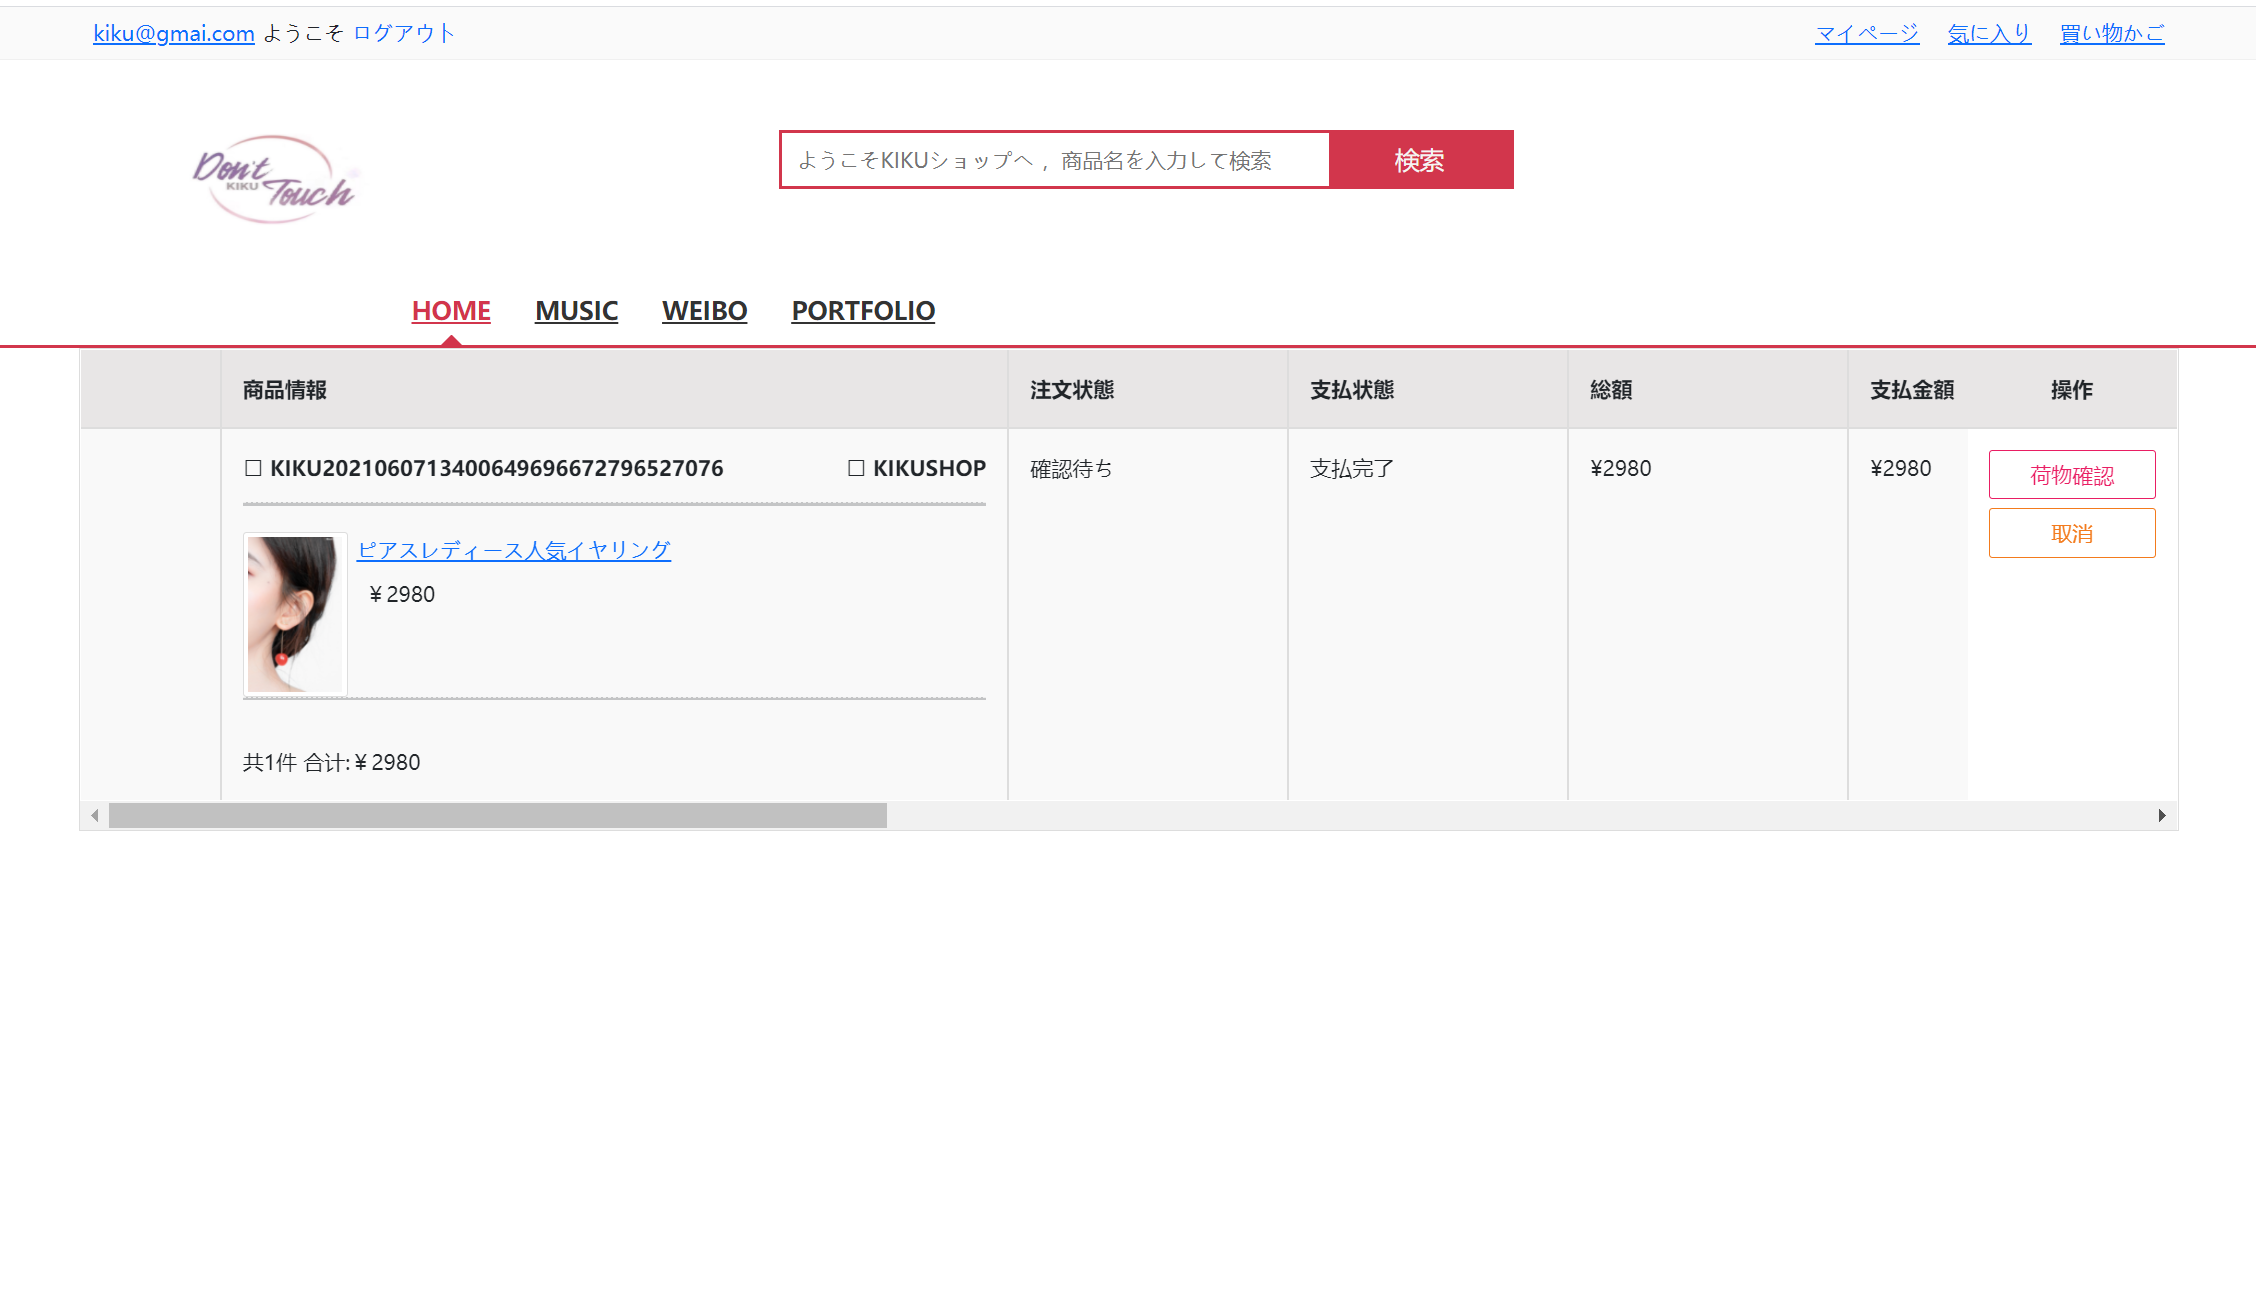 kiku@gmai.com ようこそ ログアウト マイページ 気に入り 買い物かご
Don't
KIKU
Touch
ようこそKIKUショップへ， 商品名を入力して検索 検索
HOME MUSIC WEIBO PORTFOLIO
商品情報 注文状態 支払状態 総額 支払金額 操作
☐ KIKU20210607134006496966727965​27076 ☐ KIKUSHOP 確認待ち 支払完了 ¥2980 ¥2980 荷物確認
取消
ピアスレディース人気イヤリング
￥2980
共1件 合计:￥2980